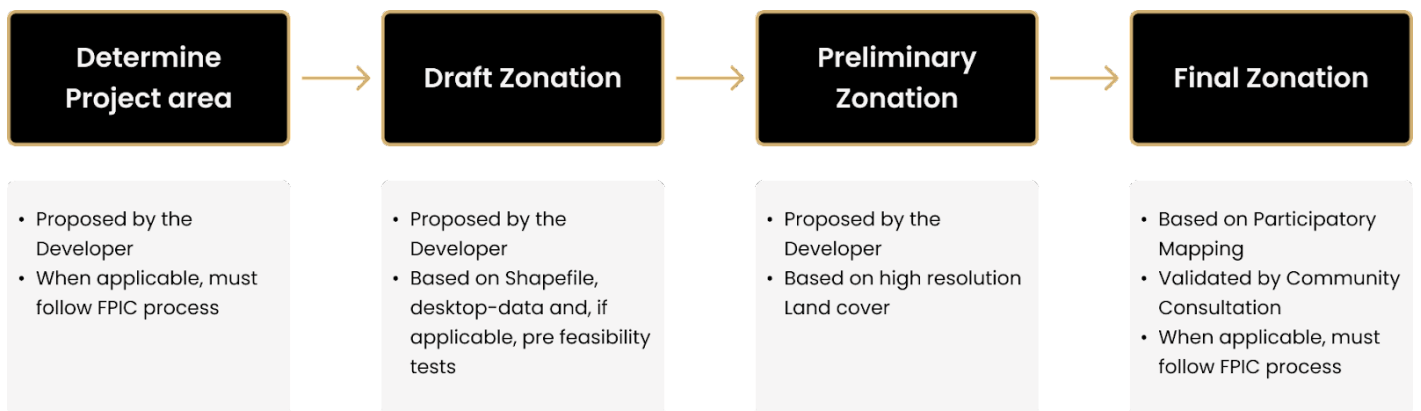 Determine
Project area
Draft Zonation
Preliminary
Zonation
Final Zonation
• Proposed by the
Developer
• When applicable, must
follow FPIC process
• Proposed by the
Developer
• Based on Shapefile,
desktop-data and, if
applicable, pre feasibility
tests
• Proposed by the
Developer
• Based on high resolution
Land cover
• Based on Participatory
Mapping
• Validated by Community
Consultation
• When applicable, must
follow FPIC process